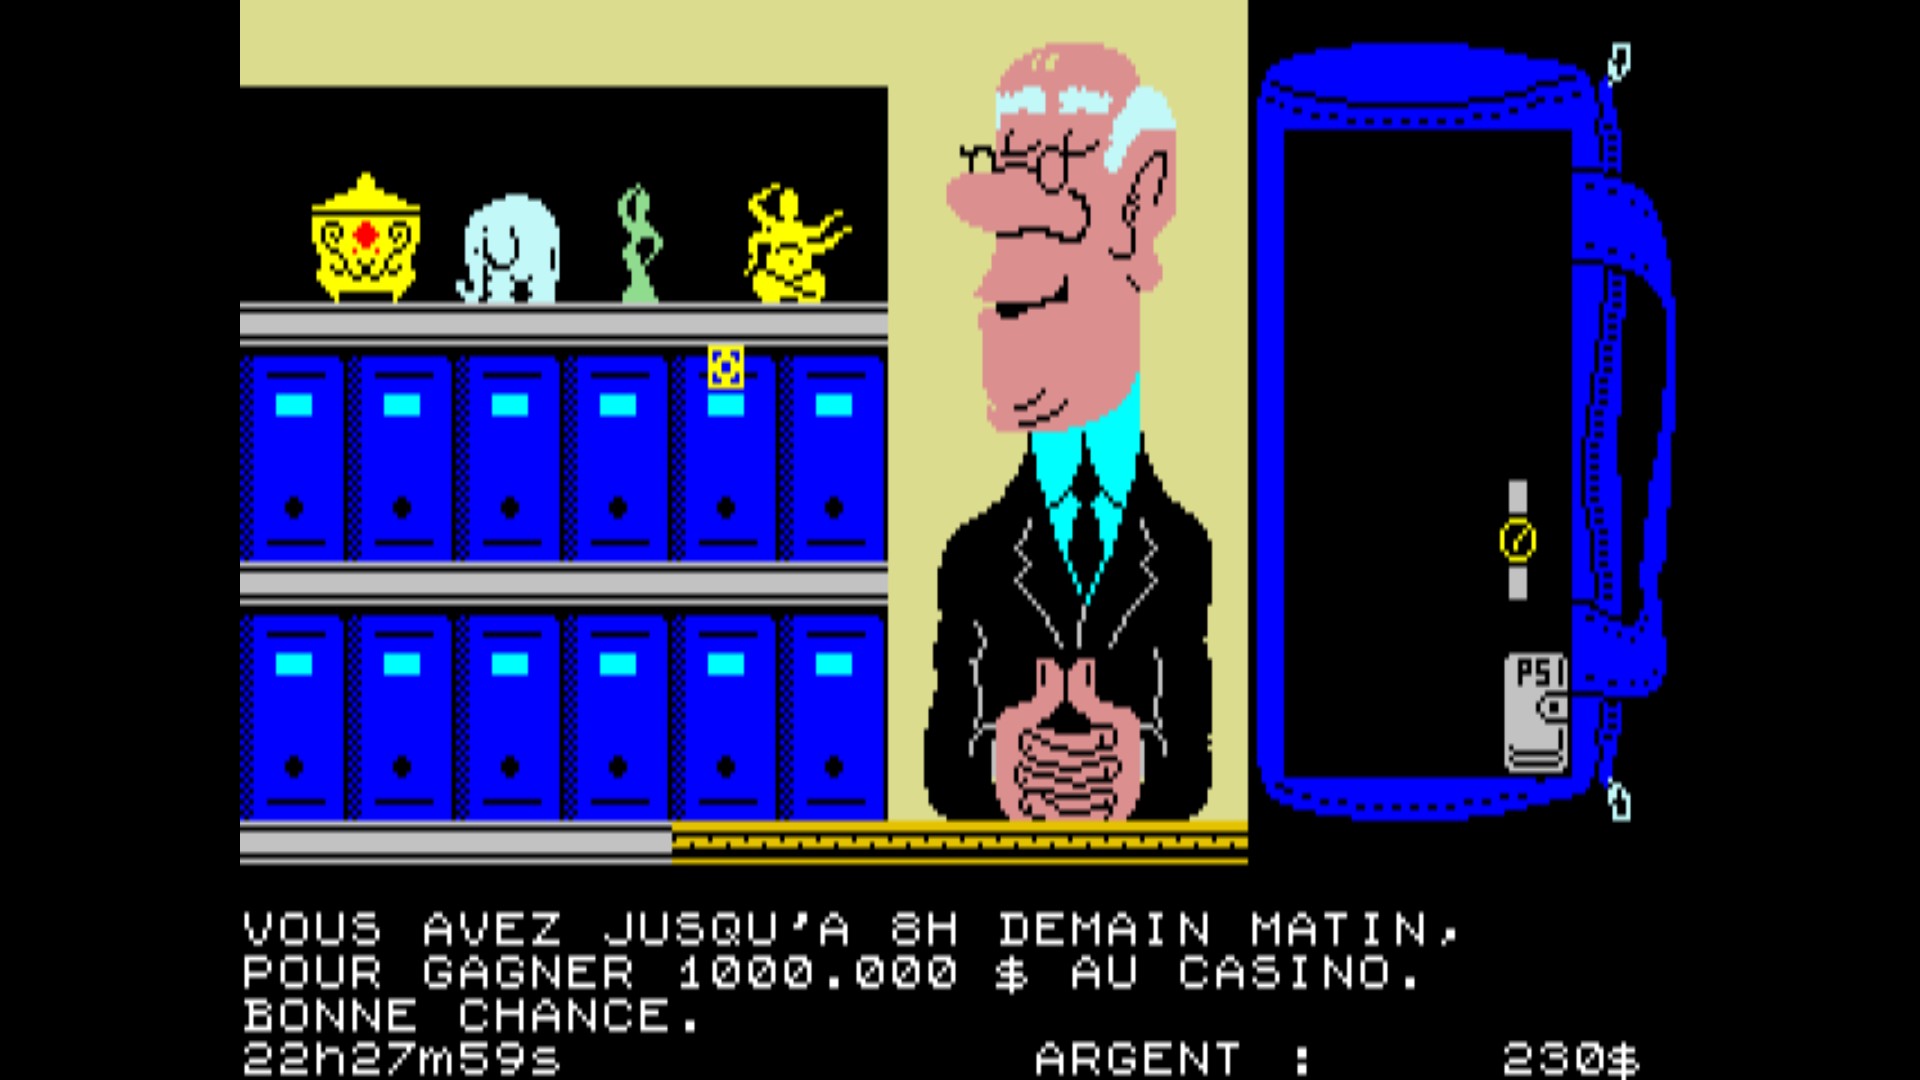 PSI
VOUS AVEZ JUSQU'A 8H DEMAIN MATIN,
POUR GAGNER 1000.000 $ AU CASINO.
BONNE CHANCE.
22h27m59s ARGENT : 230$